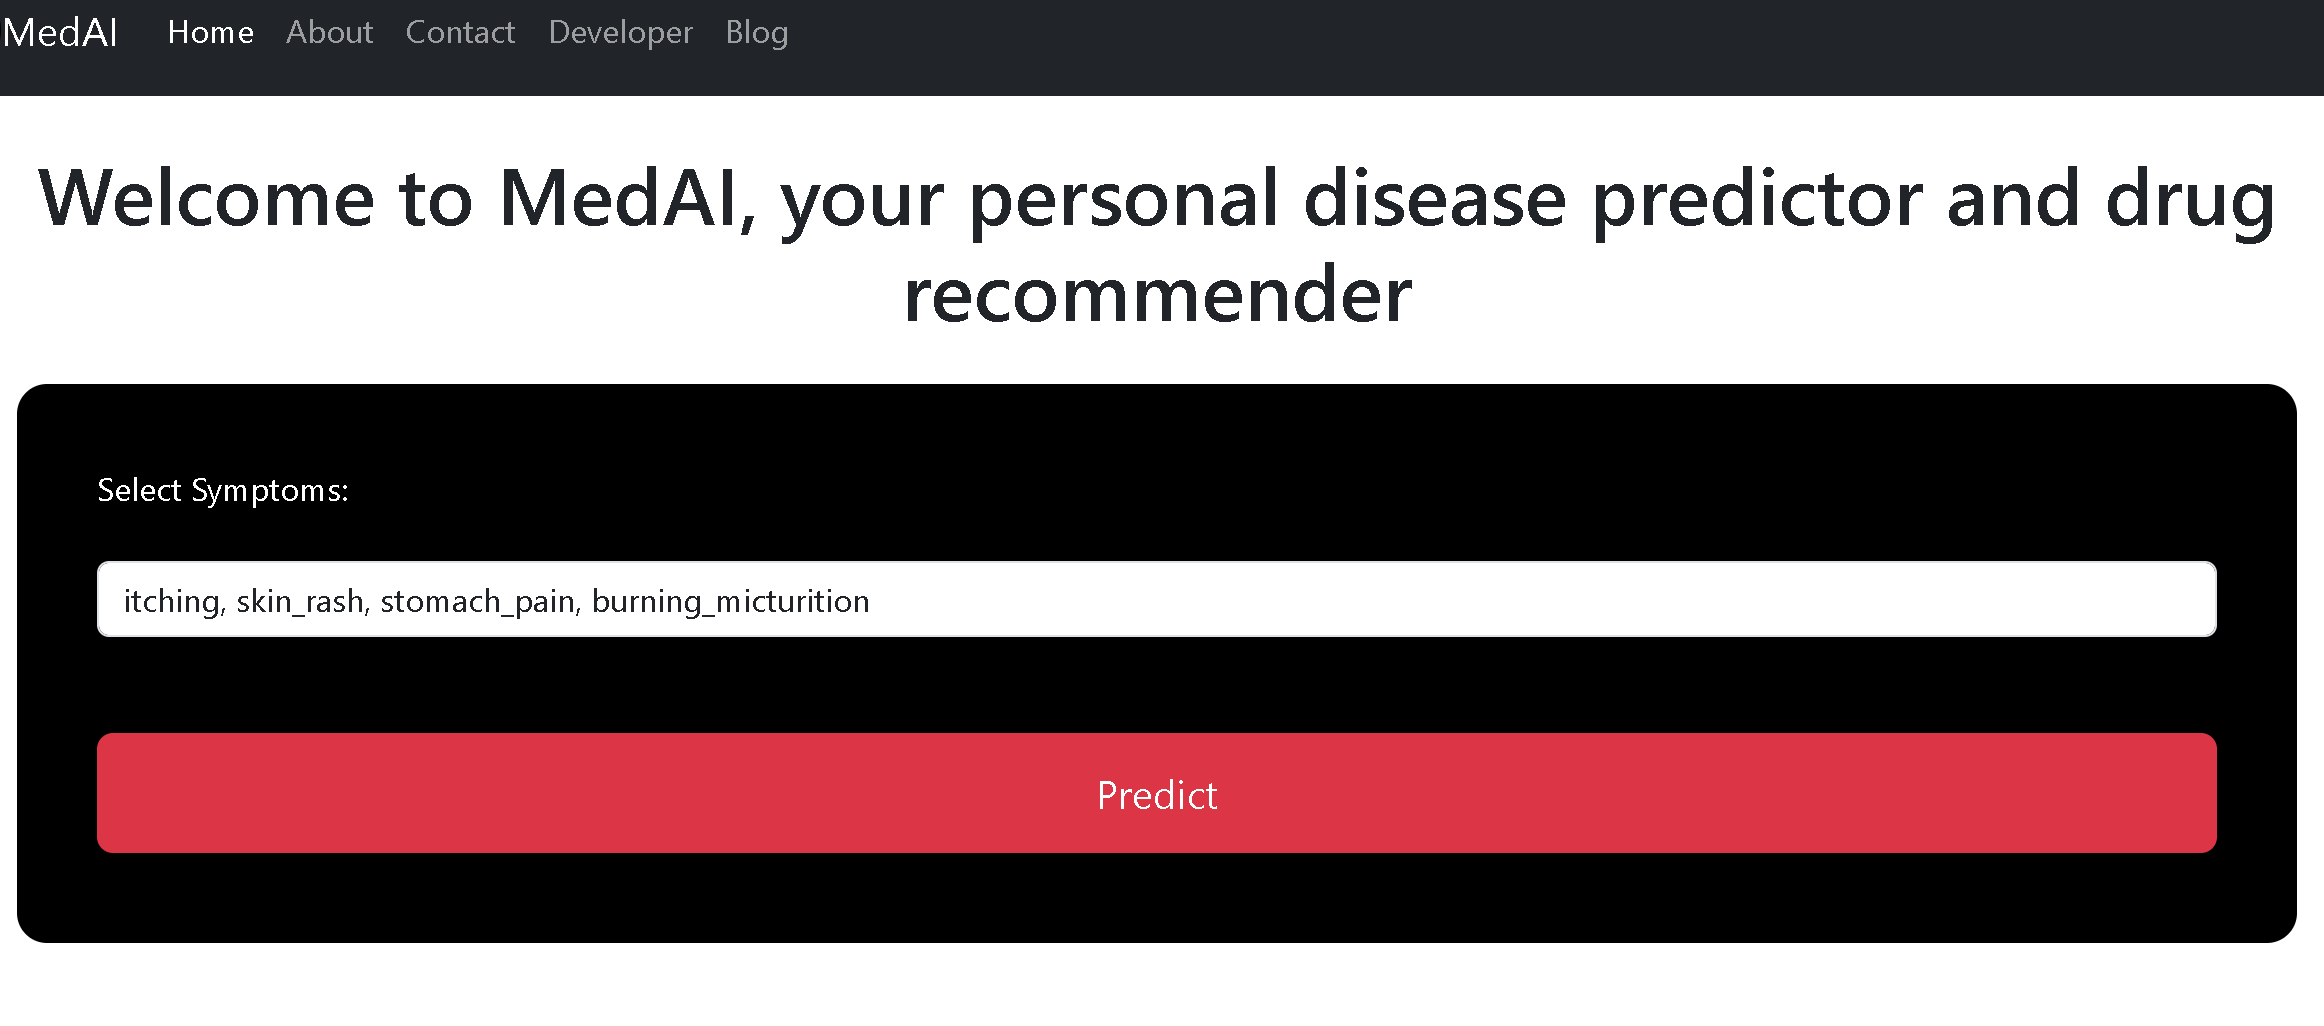 MedAI Home About Contact Developer Blog
Welcome to MedAI, your personal disease predictor and drug
recommender
Select Symptoms:
itching, skin_rash, stomach_pain, burning_micturition
Predict